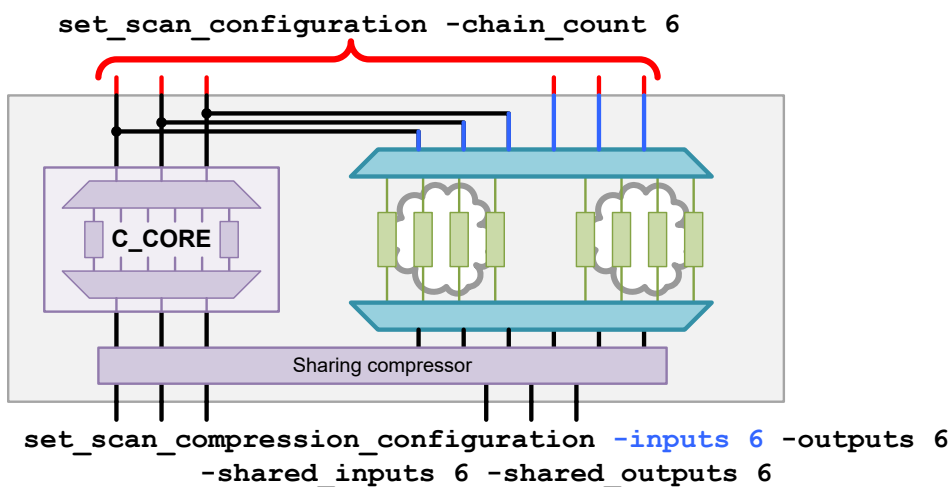 set_scan_configuration -chain_count 6
C_CORE
Sharing compressor
set_scan_compression_configuration -inputs 6 -outputs 6
-shared_inputs 6 -shared_outputs 6